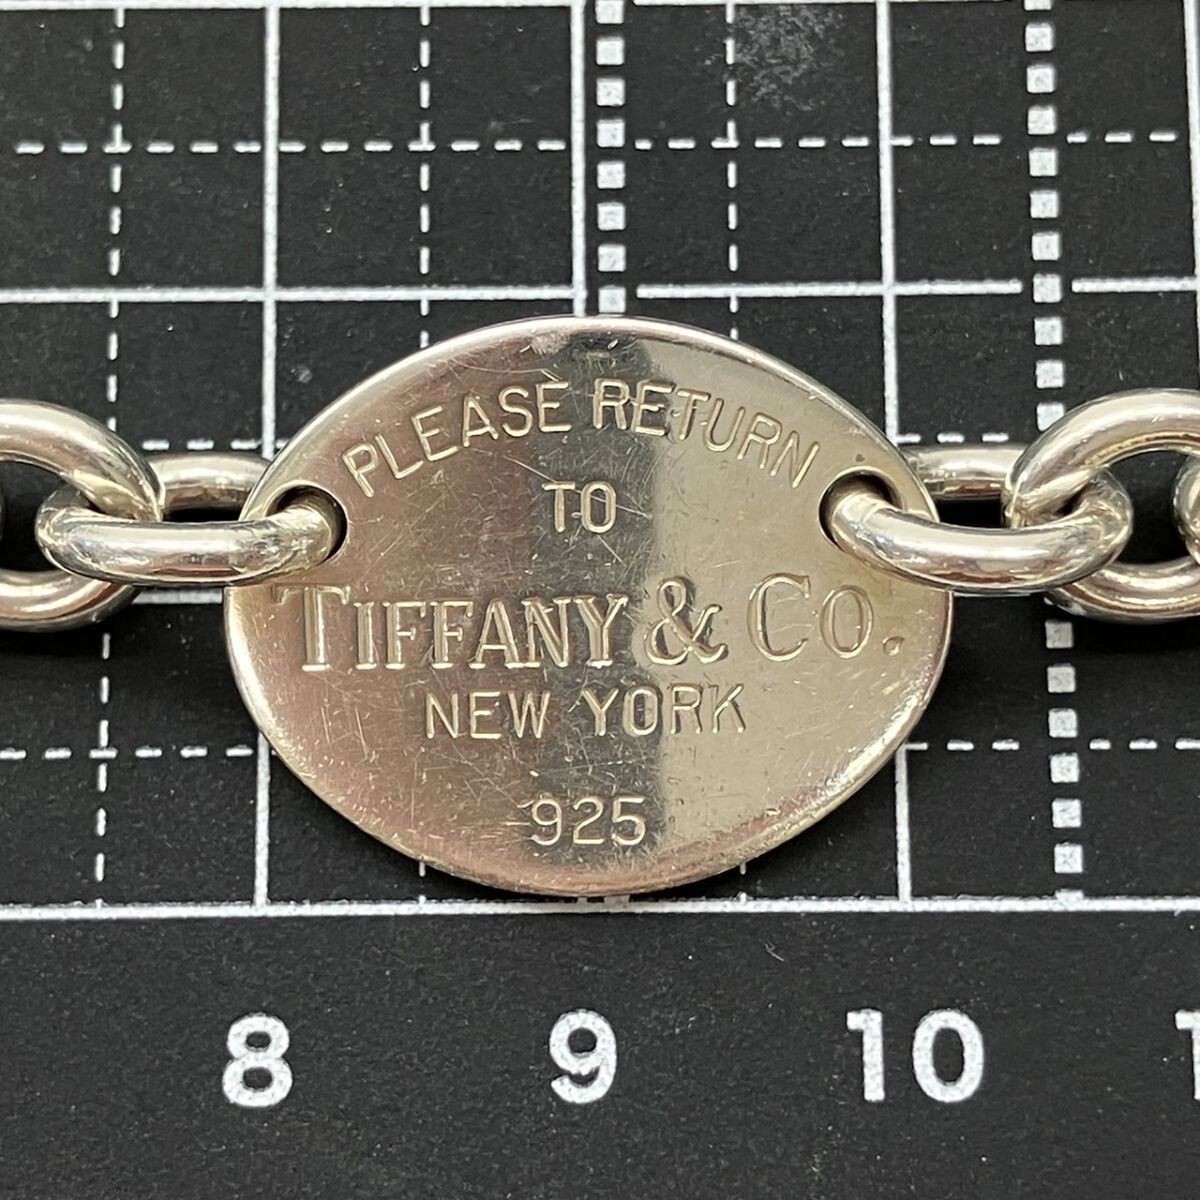 PLEASE RETURN
TO
TIFFANY & CO.
NEW YORK
925
8 9 10